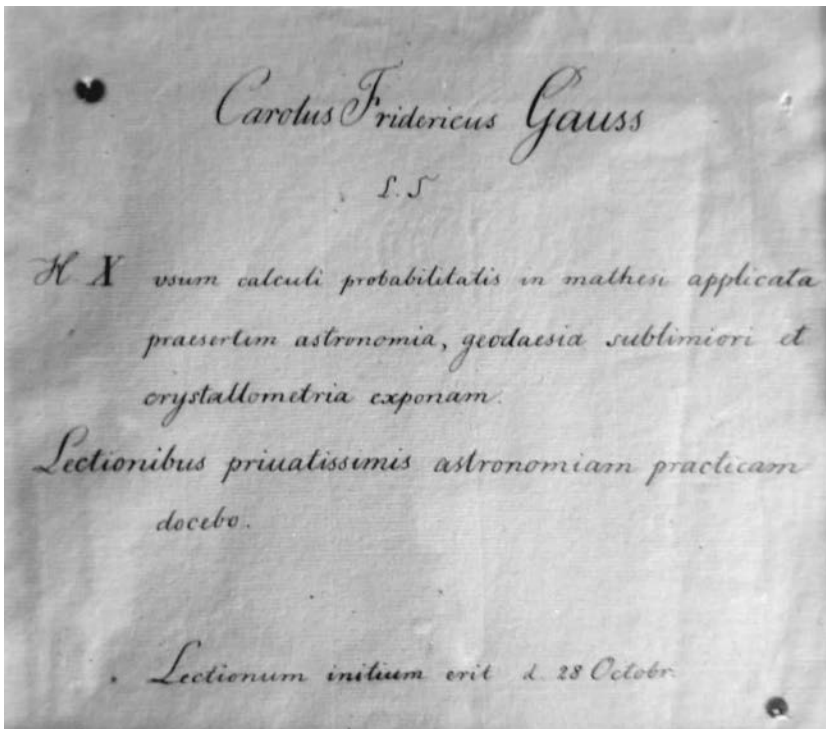 Carolus Fridericus Gauss
L. S
H X vsum calculi probabilitatis in mathesi applicata
praesertim astronomia, geodaesia sublimiori et
crystallometria exponam.
Lectionibus priuatissimis astronomiam practicam
docebo.
Lectionum initium erit d. 28 Octobr.